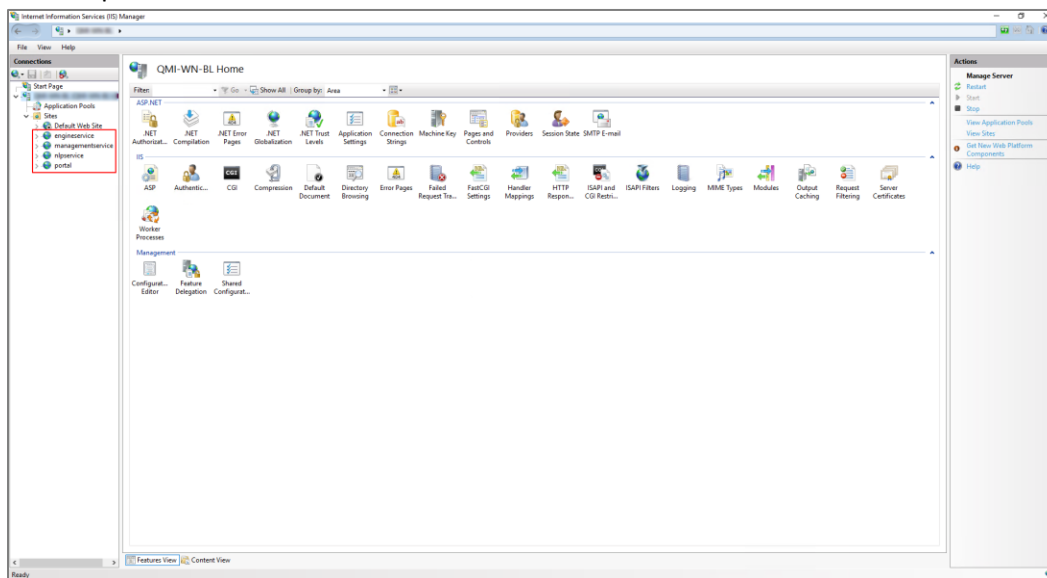 Internet Information Services (IIS) Manager
File View Help
Connections
Start Page
Application Pools
Sites
Default Web Site
engineservice
managementservice
nlpservice
portal
QMI-WN-BL Home
Filter: Go Show All Group by: Area
ASP.NET
.NET Authorizat...
.NET Compilation
.NET Error Pages
.NET Globalization
.NET Trust Levels
Application Settings
Connection Strings
Machine Key
Pages and Controls
Providers
Session State
SMTP E-mail
IIS
ASP
Authentic...
CGI
CGI
Compression
Default Document
Directory Browsing
Error Pages
Failed Request Tra...
FastCGI Settings
Handler Mappings
HTTP Respon...
ISAPI and CGI Restri...
ISAPI Filters
Logging
MIME Types
Modules
Output Caching
Request Filtering
Server Certificates
Worker Processes
Management
Configurat... Editor
Feature Delegation
Shared Configurat...
Features View Content View
Ready
Actions
Manage Server
Restart
Start
Stop
View Application Pools
View Sites
Get New Web Platform Components
Help